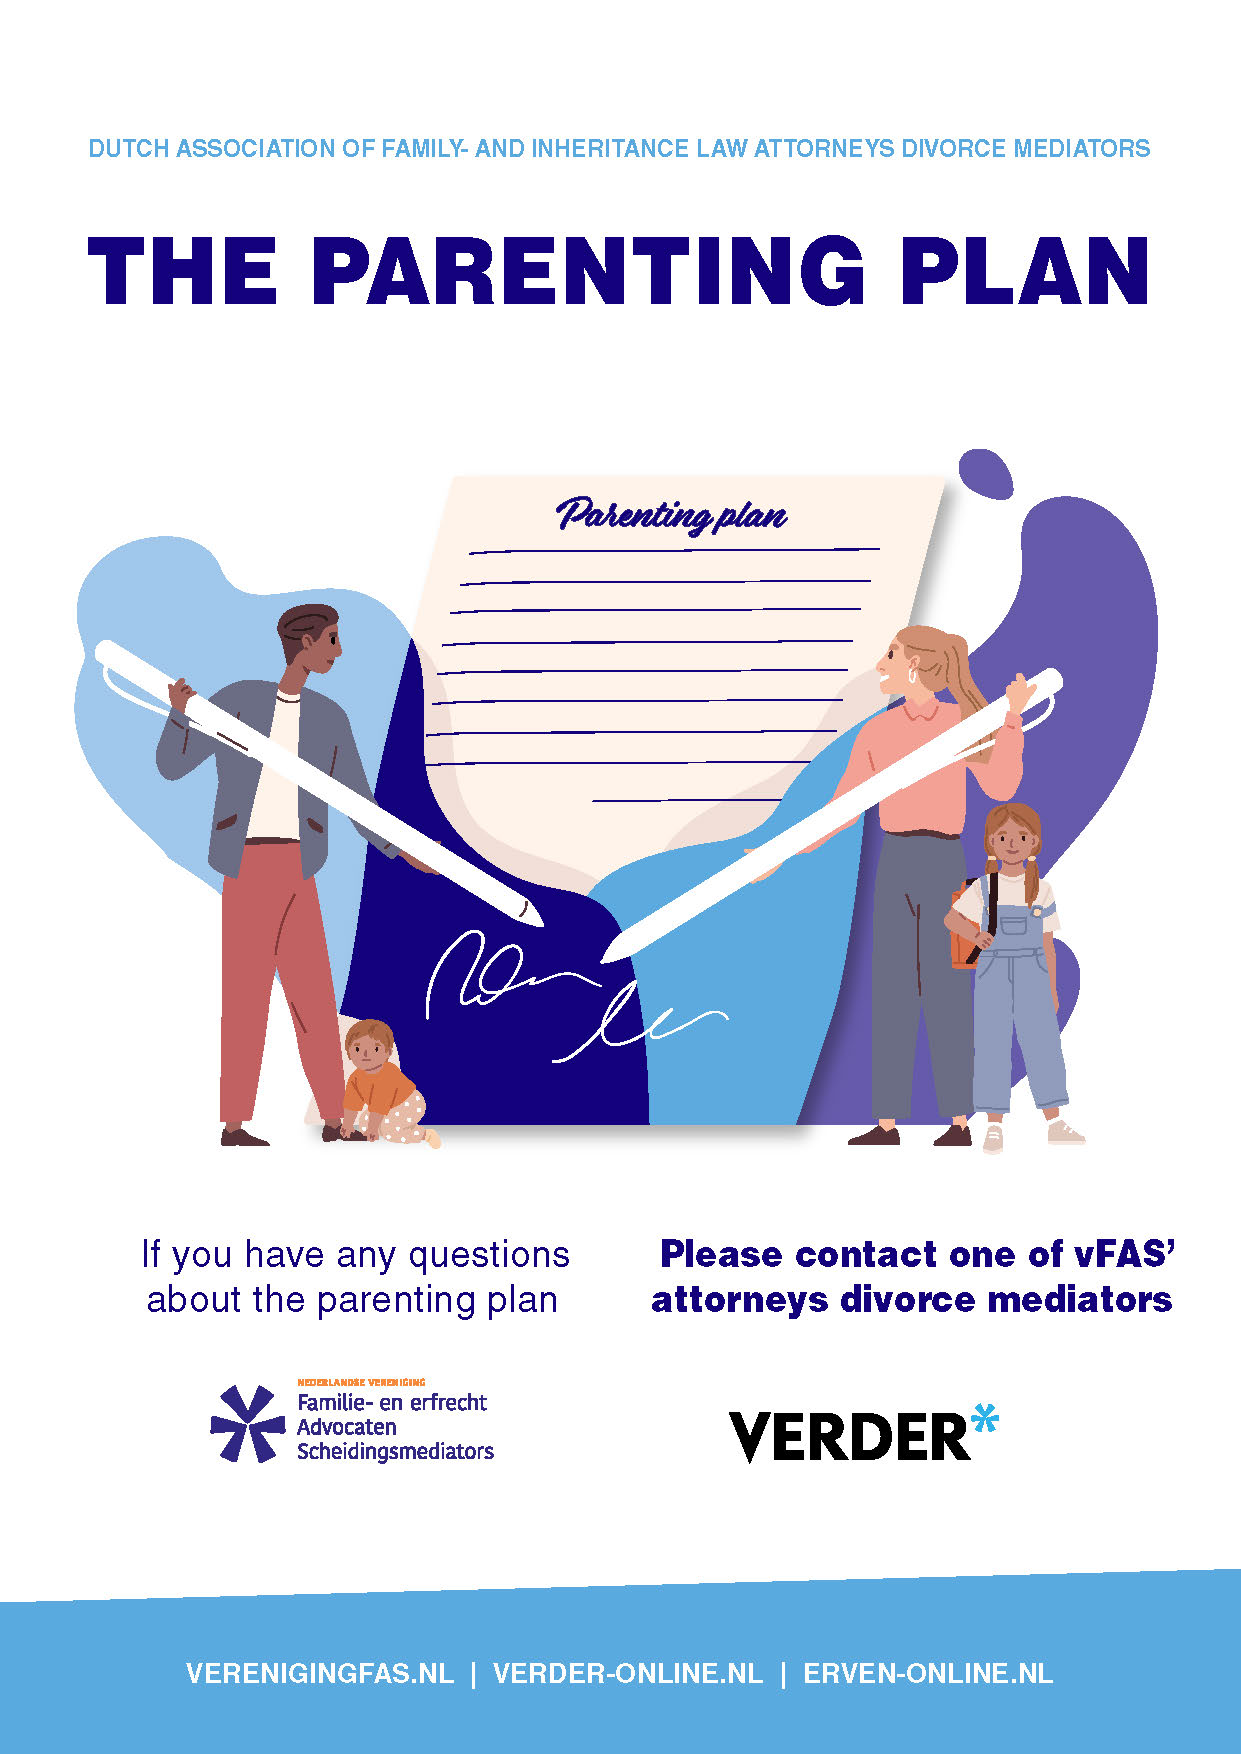 DUTCH ASSOCIATION OF FAMILY- AND INHERITANCE LAW ATTORNEYS DIVORCE MEDIATORS
THE PARENTING PLAN
Parenting plan
If you have any questions
about the parenting plan
Please contact one of vFAS’
attorneys divorce mediators
NEDERLANDSE VERENIGING
Familie- en erfrecht
Advocaten
Scheidingsmediators
VERDER*
VERENIGINGFAS.NL | VERDER-ONLINE.NL | ERVEN-ONLINE.NL